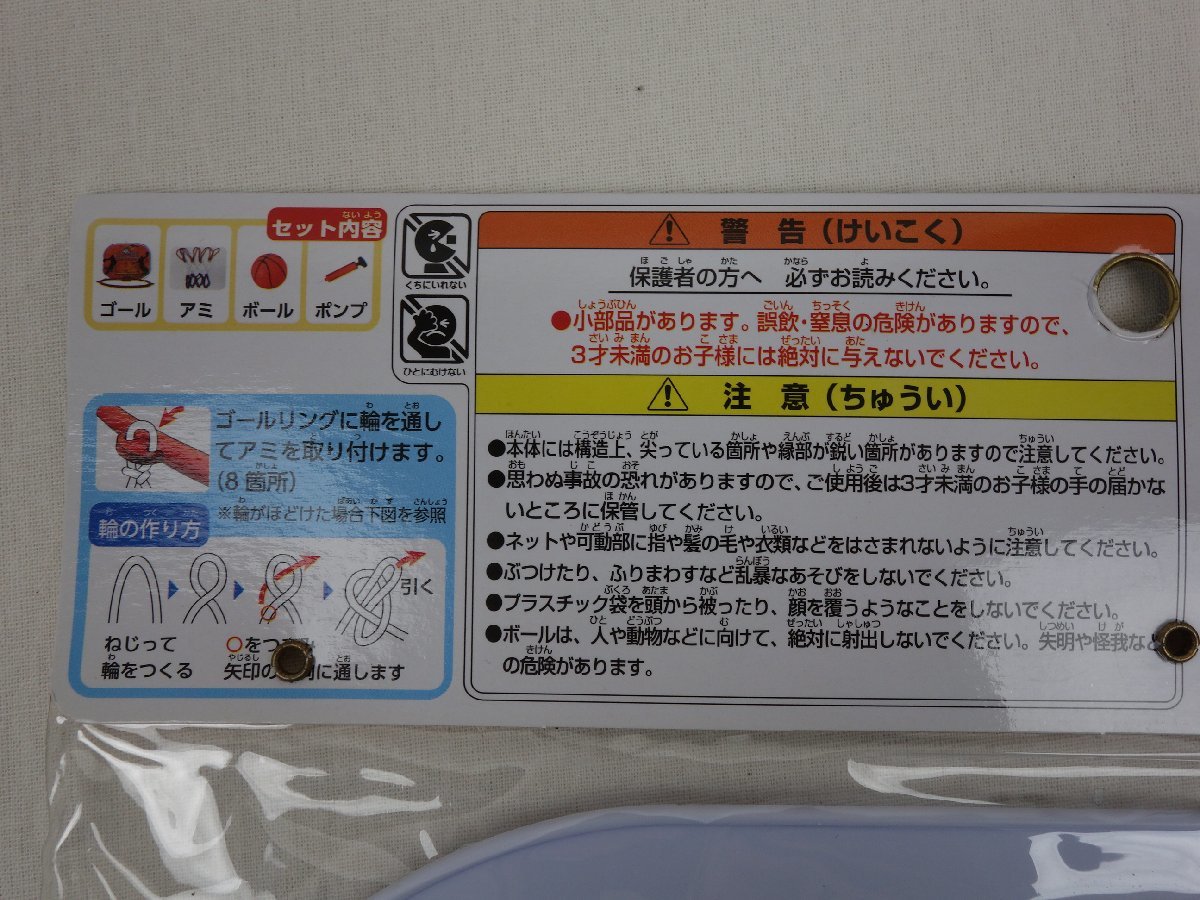 セット内容
ゴール アミ ボール ポンプ
くちにいれない
ひとにむけない
ゴールリングに輪を通し
てアミを取り付けます。
(8箇所)
※輪がほどけた場合下図を参照
輪の作り方
引く
ねじって
輪をつくる
○をつ
矢印の に通します
警告(けいこく)
保護者の方へ 必ずお読みください。
●小部品があります。誤飲・窒息の危険がありますので、
3才未満のお子様には絶対に与えないでください。
注意(ちゅうい)
●本体には構造上、尖っている箇所や縁部が鋭い箇所がありますので注意してください。
●思わぬ事故の恐れがありますので、ご使用後は3才未満のお子様の手の届かな
いところに保管してください。
●ネットや可動部に指や髪の毛や衣類などをはさまれないように注意してください。
●ぶつけたり、ふりまわすなど乱暴なあそびをしないでください。
●プラスチック袋を頭から被ったり、顔を覆うようなことをしないでください。
●ボールは、人や動物などに向けて、絶対に射出しないでください。失明や怪我など
の危険があります。